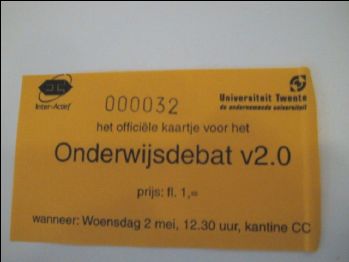 Inter-Actief
000032
Universiteit Twente
de ondernemende universiteit
het officiële kaartje voor het
Onderwijsdebat v2.0
prijs: fl. 1,=
wanneer: Woensdag 2 mei, 12.30 uur, kantine CC